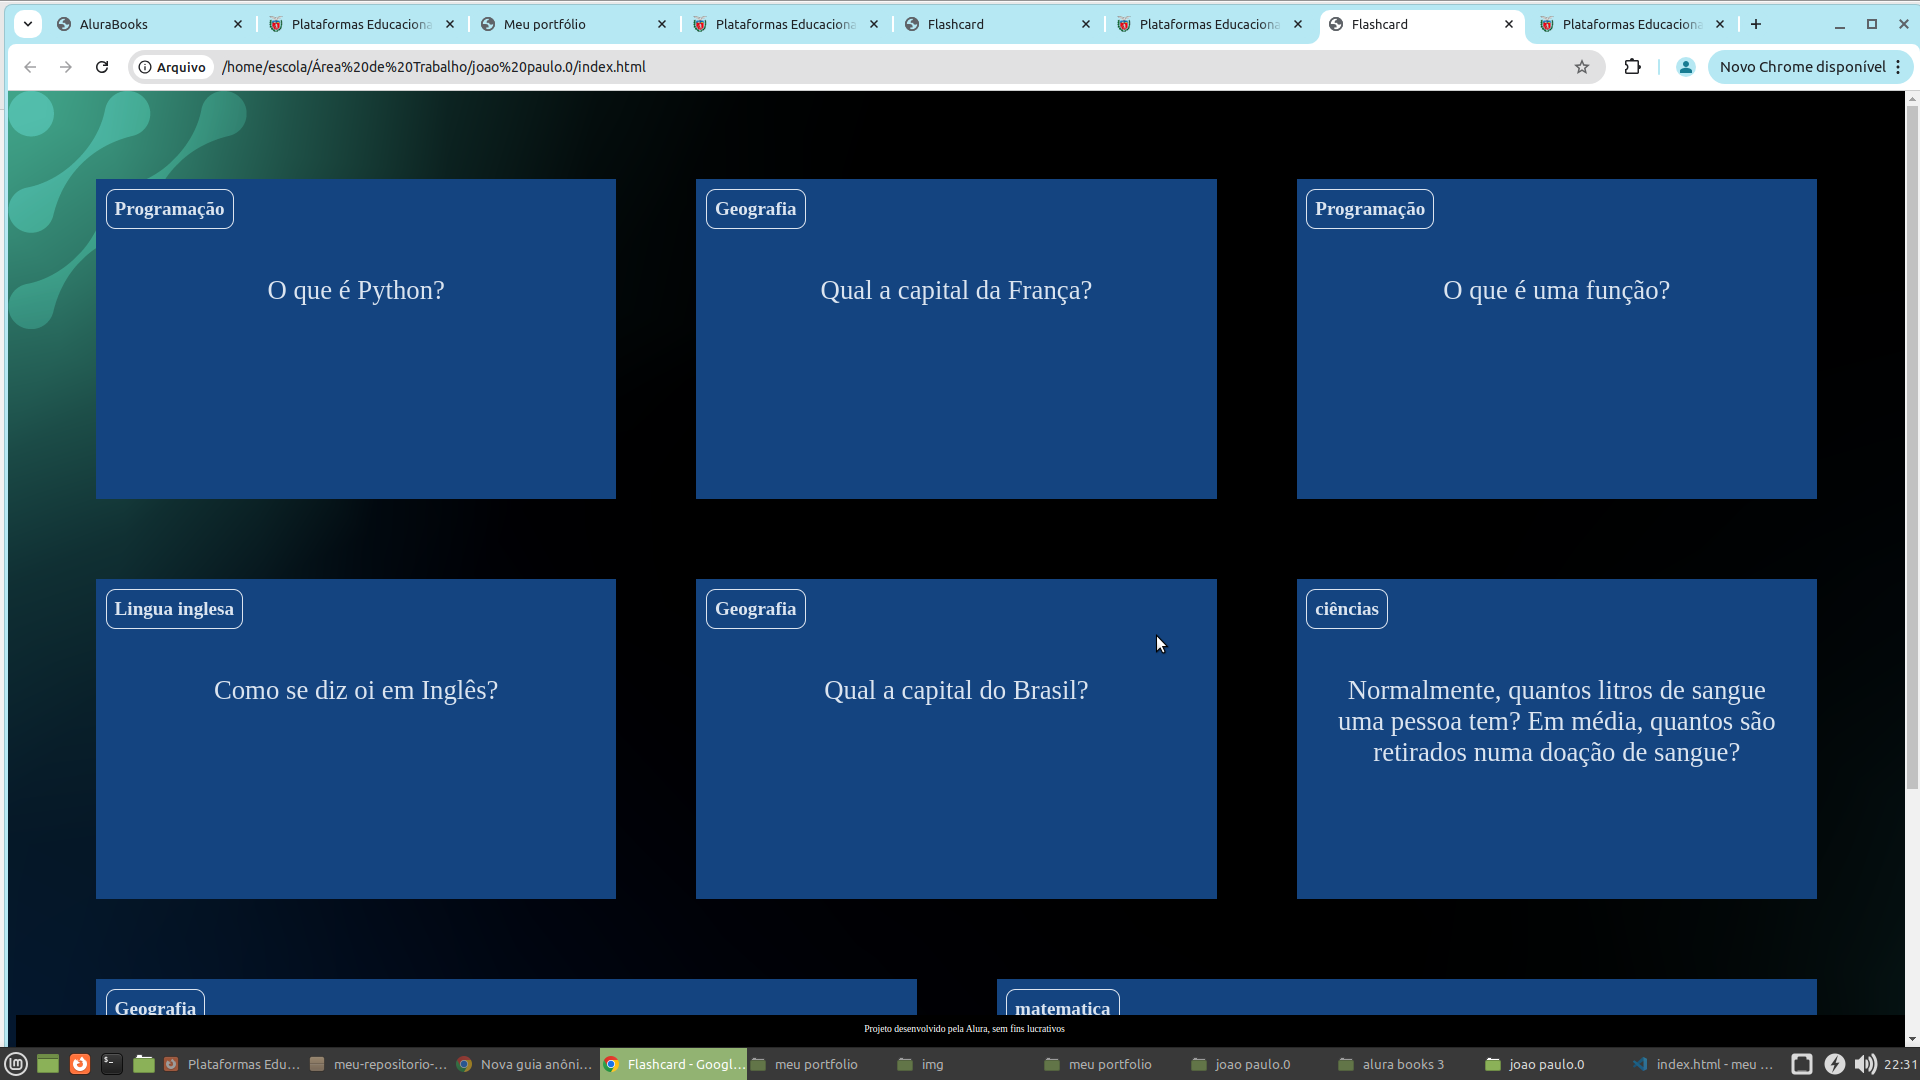 AluraBooks
Plataformas Educaciona
Meu portfólio
Plataformas Educaciona
Flashcard
Plataformas Educaciona
Flashcard
Plataformas Educaciona
Arquivo
/home/escola/Área%20de%20Trabalho/joao%20paulo.0/index.html
Novo Chrome disponível
Programação
O que é Python?
Geografia
Qual a capital da França?
Programação
O que é uma função?
Lingua inglesa
Como se diz oi em Inglês?
Geografia
Qual a capital do Brasil?
ciências
Normalmente, quantos litros de sangue
uma pessoa tem? Em média, quantos são
retirados numa doação de sangue?
Geografia
matematica
Projeto desenvolvido pela Alura, sem fins lucrativos
Plataformas Edu...
meu-repositorio-...
Nova guia anôni...
Flashcard - Googl...
meu portfolio
img
meu portfolio
joao paulo.0
alura books 3
joao paulo.0
index.html - meu ...
22:31